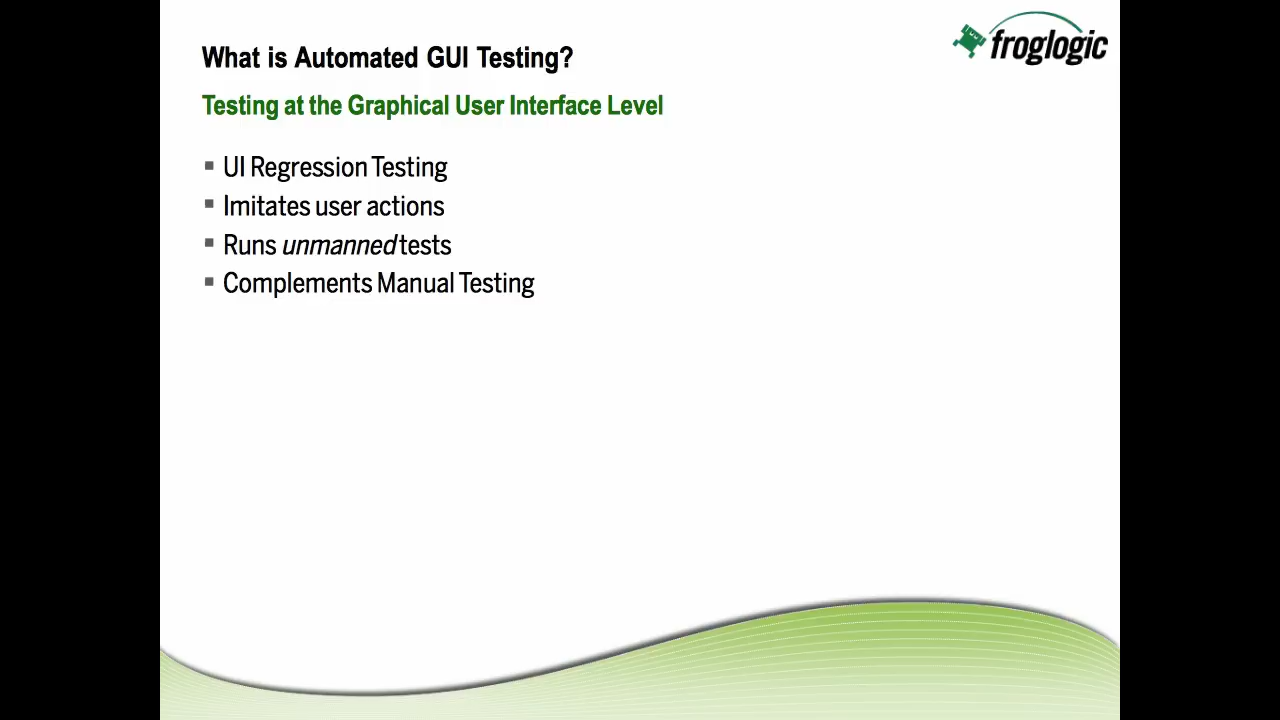 froglogic
What is Automated GUI Testing?
Testing at the Graphical User Interface Level
UI Regression Testing
Imitates user actions
Runs unmanned tests
Complements Manual Testing